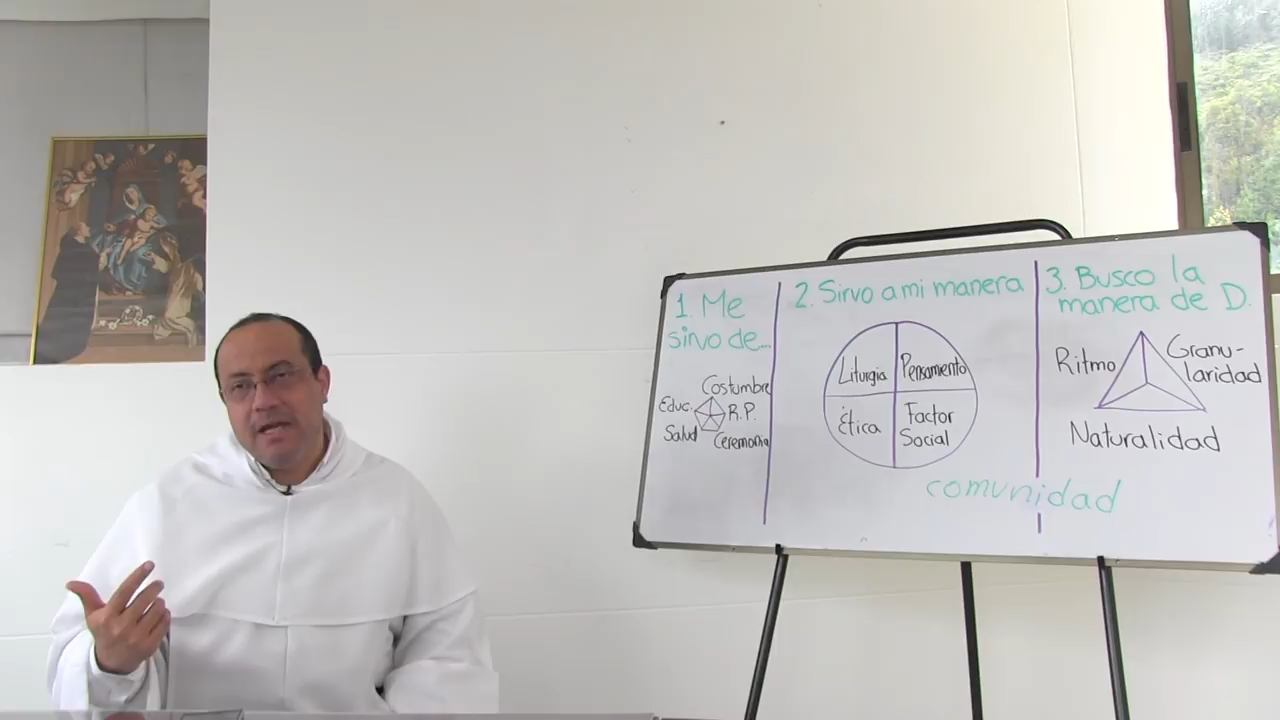 1. Me
sirvo de...
Costumbre
Educ.
R.P.
Salud
Ceremonia
2. Sirvo a mi manera
Liturgia
Pensamiento
Ética
Factor
Social
3. Busco la
manera de D.
Ritmo
Granu-
laridad
Naturalidad
comunidad